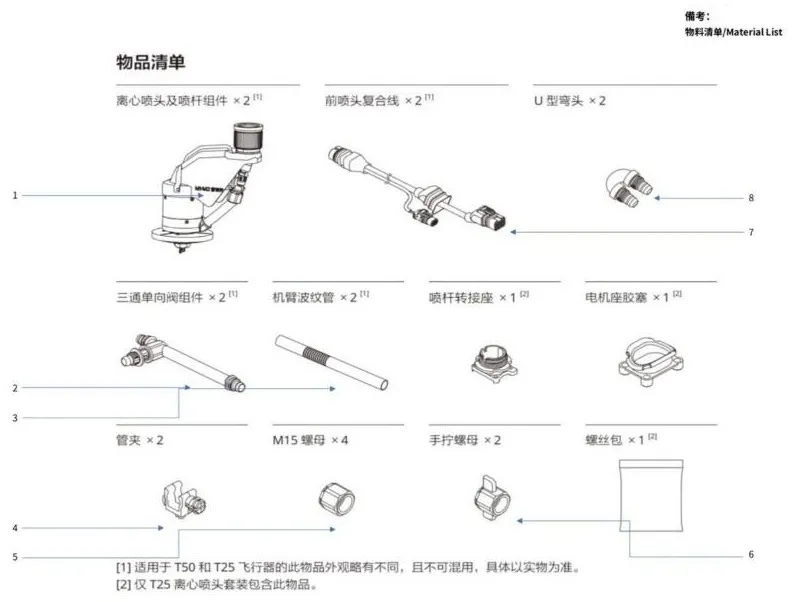 備考：
物料清单/Material List
物品清单
离心喷头及喷杆组件 × 2 [1]
前喷头复合线 × 2 [1]
U 型弯头 × 2
1
8
7
三通单向阀组件 × 2 [1]
机臂波纹管 × 2 [1]
喷杆转接座 × 1 [2]
电机座胶塞 × 1 [2]
2
3
管夹 × 2
M15 螺母 × 4
手拧螺母 × 2
螺丝包 × 1 [2]
4
5
6
[1] 适用于 T50 和 T25 飞行器的此物品外观略有不同，且不可混用，具体以实物为准。
[2] 仅 T25 离心喷头套装包含此物品。